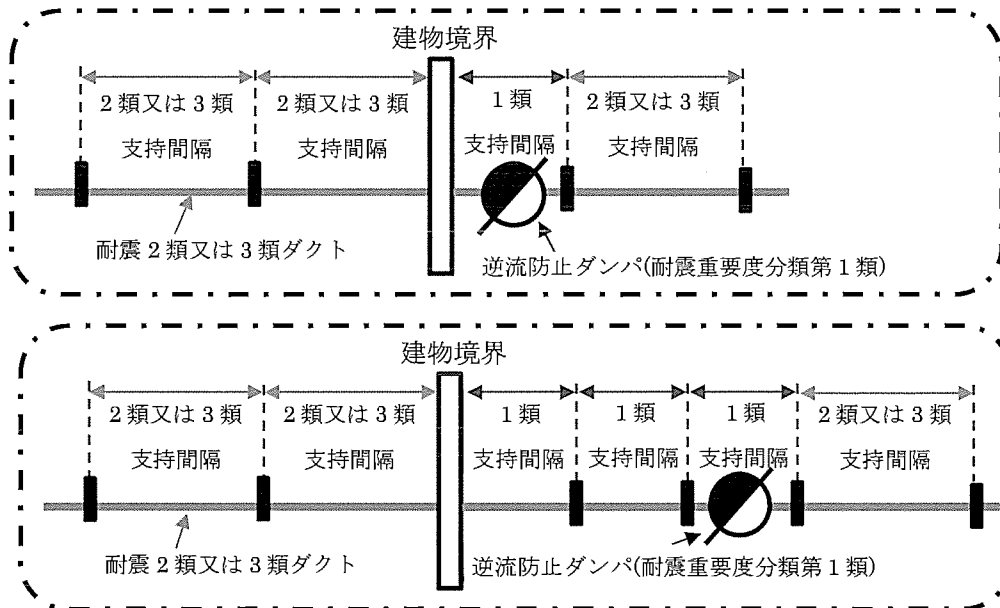 建物境界
2類又は3類 2類又は3類 1類 2類又は3類
支持間隔 支持間隔 支持間隔 支持間隔
耐震2類又は3類ダクト
逆流防止ダンパ(耐震重要度分類第1類)
建物境界
2類又は3類 2類又は3類 1類 1類 1類 2類又は3類
支持間隔 支持間隔 支持間隔 支持間隔 支持間隔 支持間隔
耐震2類又は3類ダクト
逆流防止ダンパ(耐震重要度分類第1類)